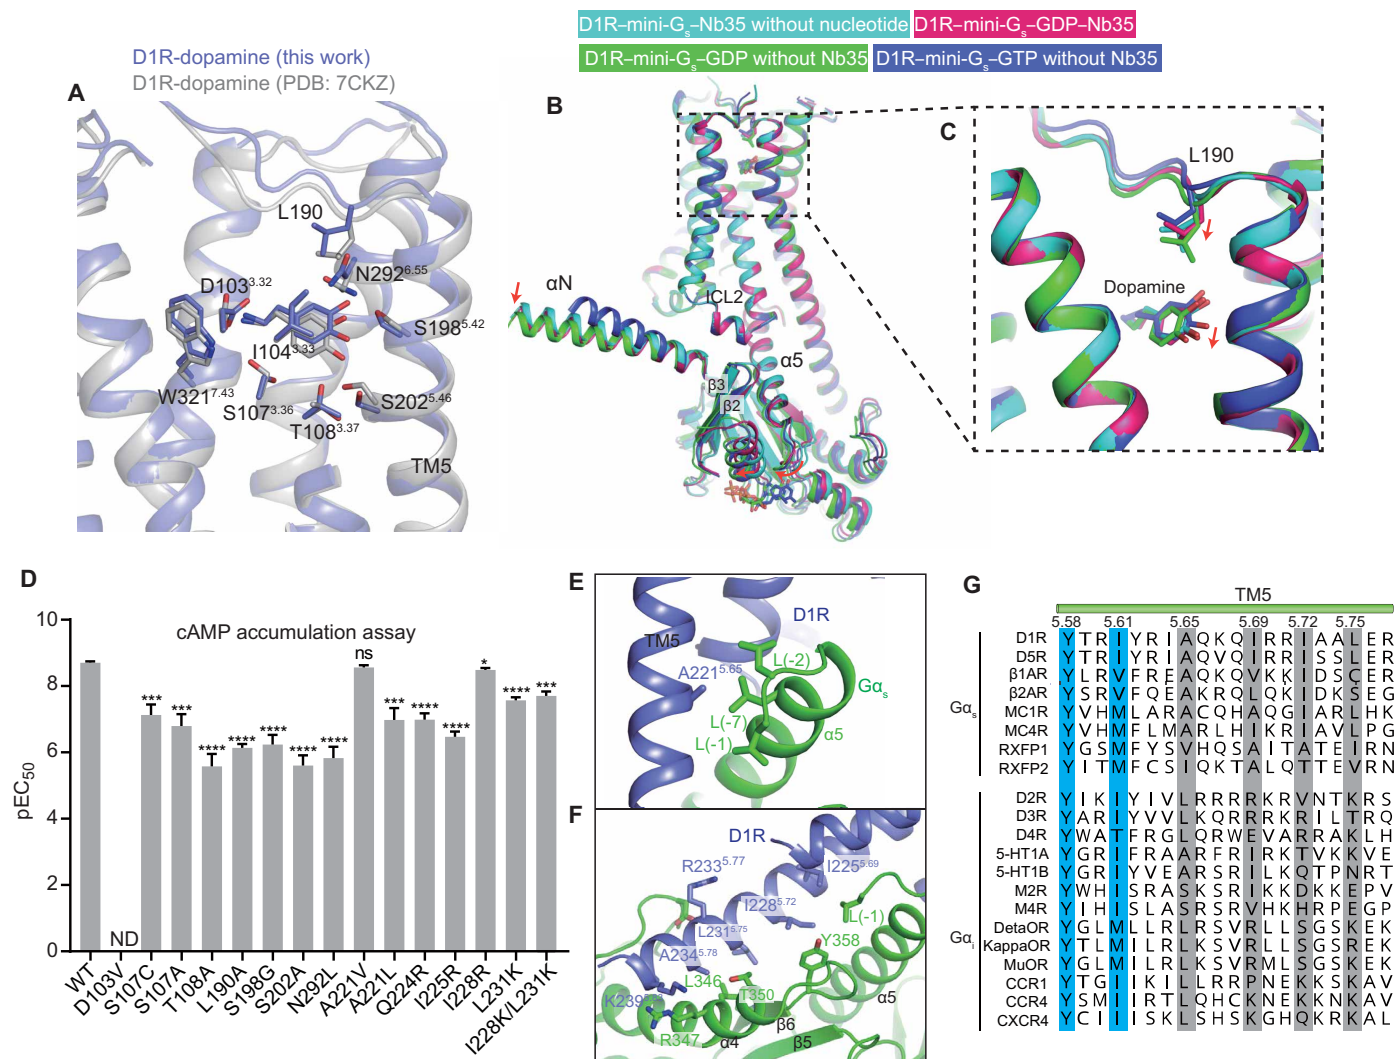 D1R–mini-Gs–Nb35 without nucleotide
D1R–mini-Gs–GDP–Nb35
D1R–mini-Gs–GDP without Nb35
D1R–mini-Gs–GTP without Nb35
D1R-dopamine (this work)
D1R-dopamine (PDB: 7CKZ)
A
L190
D103^3.32
N292^6.55
S198^5.42
I104^3.33
W321^7.43
S107^3.36
S202^5.46
T108^3.37
TM5
B
αN
ICL2
α5
β3
β2
C
L190
Dopamine
D
cAMP accumulation assay
pEC50
10
8
6
4
2
0
ND
***
***
****
****
****
****
****
ns
***
****
****
*
****
***
WT
D103V
S107C
S107A
T108A
L190A
S198G
S202A
N292L
A221V
A221L
Q224R
I225R
I228R
L231K
I228K/L231K
E
D1R
TM5
L(-2)
A221^5.65
Gαs
L(-7)
α5
L(-1)
F
D1R
I225^5.69
R233^5.77
I228^5.72
L(-1)
L231^5.75
Y358
A234^5.78
L346
T350
α5
R347
α4
β6
β5
G
TM5
5.58 5.61 5.65 5.69 5.72 5.75
Gαs
D1R Y T R I Y R I A Q K Q I R R I A A L E R
D5R Y T R I Y R I A Q V Q I R R I S S L E R
β1AR Y L R V F R E A Q K Q V K K I D S C E R
β2AR Y S R V F Q E A K R Q L Q K I D K S E G
MC1R Y V H M L A R A C Q H A Q G I A R L H K
MC4R Y V H M F L M A R L H I K R I A V L P G
RXFP1 Y G S M F Y S V H Q S A I T A T E I R N
RXFP2 Y I T M F C S I Q K T A L Q T T E V R N
Gαi
D2R Y I K I Y I V L R R R R K R V N T K R S
D3R Y A R I Y V V L K Q R R R K R I L T R Q
D4R Y W A T F R G L Q R W E V A R R A K L H
5-HT1A Y G R I F R A A R F R I R K T V K K V E
5-HT1B Y G R I Y V E A R S R I L K Q T P N R T
M2R Y W H I S R A S K S R I K K D K K E P V
M4R Y I H I S L A S R S R V H K H R P E G P
DetaOR Y G L M L L R L R S V R L L S G S K E K
KappaOR Y T L M I L R L K S V R L L S G S R E K
MuOR Y G L M I L R L K S V R M L S G S K E K
CCR1 Y T G I I K I L L R R P N E K K S K A V
CCR4 Y S M I I R T L Q H C K N E K K N K A V
CXCR4 Y C I I I S K L S H S K G H Q K R K A L